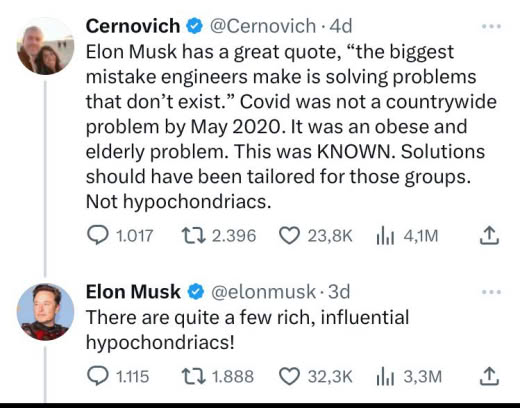 Cernovich @Cernovich · 4d
Elon Musk has a great quote, “the biggest
mistake engineers make is solving problems
that don’t exist.” Covid was not a countrywide
problem by May 2020. It was an obese and
elderly problem. This was KNOWN. Solutions
should have been tailored for those groups.
Not hypochondriacs.
1.017 2.396 23,8K 4,1M
Elon Musk @elonmusk · 3d
There are quite a few rich, influential
hypochondriacs!
1.115 1.888 32,3K 3,3M